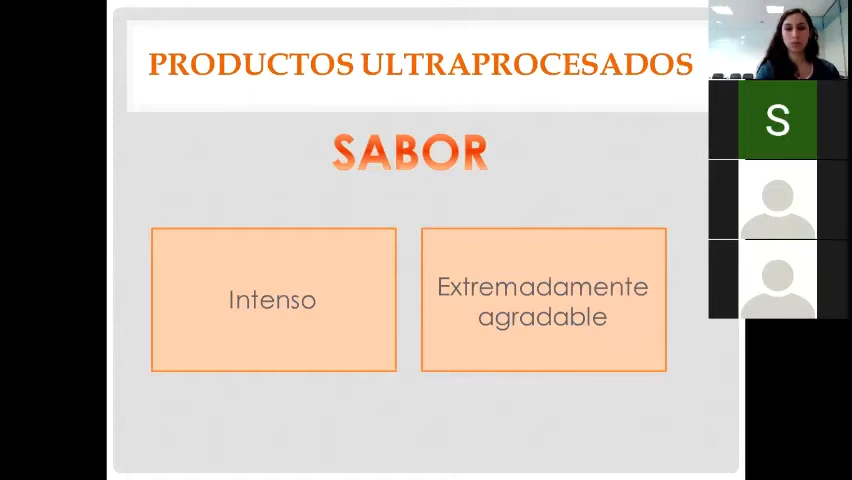 PRODUCTOS ULTRAPROCESADOS
SABOR
Intenso
Extremadamente
agradable
S